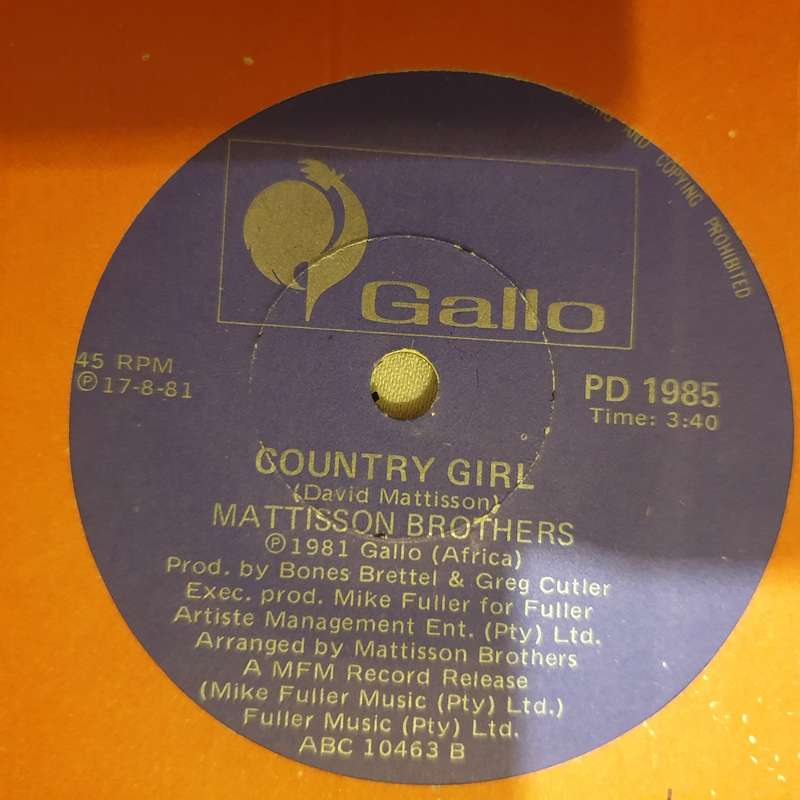 AND COPYING PROHIBITED
Gallo
45 RPM
Ⓟ 17-8-81
PD 1985
Time: 3:40
COUNTRY GIRL
(David Mattisson)
MATTISSON BROTHERS
Ⓟ 1981 Gallo (Africa)
Prod. by Bones Brettel & Greg Cutler
Exec. prod. Mike Fuller for Fuller
Artiste Management Ent. (Pty) Ltd.
Arranged by Mattisson Brothers
A MFM Record Release
(Mike Fuller Music (Pty) Ltd.)
Fuller Music (Pty) Ltd.
ABC 10463 B